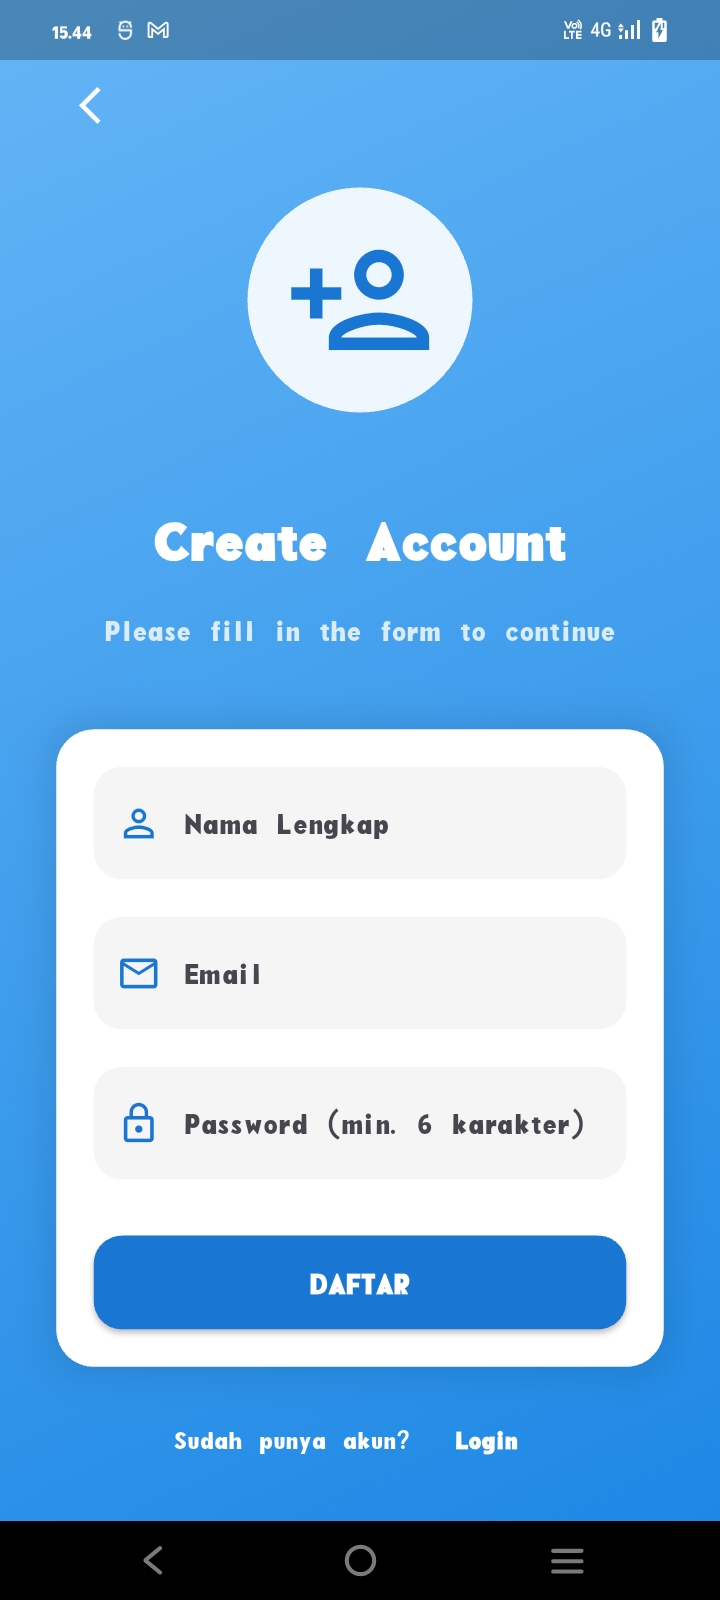 15.44
Vo)) LTE 4G
Create Account
Please fill in the form to continue
Nama Lengkap
Email
Password (min. 6 karakter)
DAFTAR
Sudah punya akun? Login